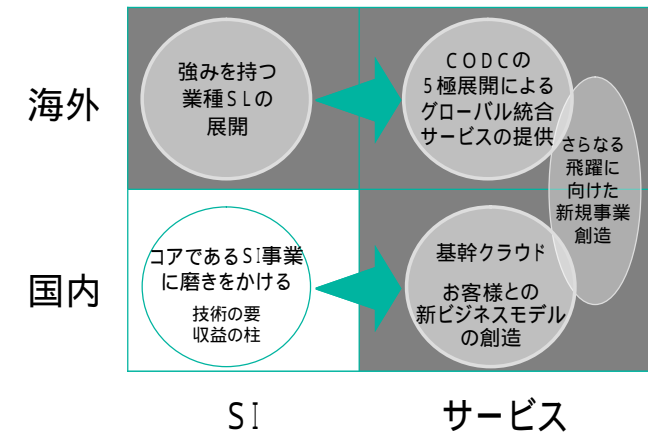 海外
強みを持つ
業種SLの
展開
CODCの
5極展開による
グローバル統合
サービスの提供
さらなる
飛躍に
向けた
新規事業
創造
国内
コアであるSI事業
に磨きをかける
技術の要
収益の柱
基幹クラウド
お客様との
新ビジネスモデル
の創造
SI
サービス